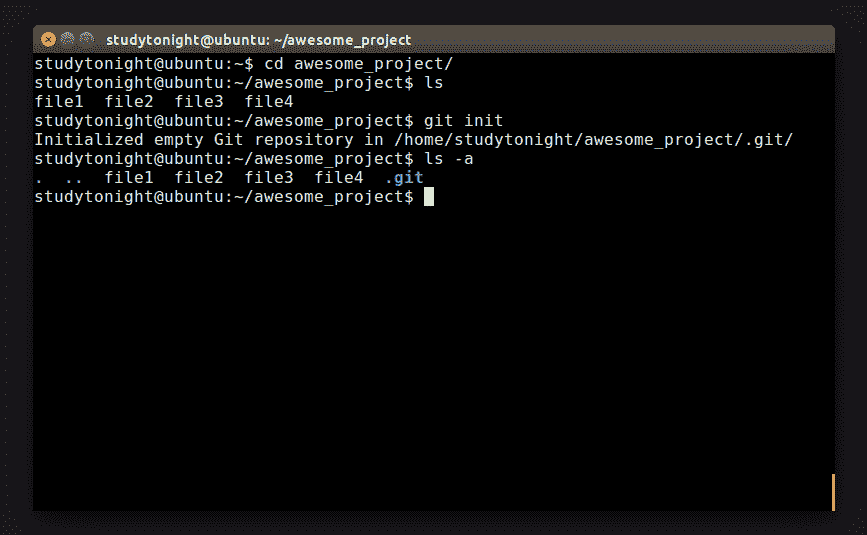 studytonight@ubuntu: ~/awesome_project
studytonight@ubuntu:~$ cd awesome_project/
studytonight@ubuntu:~/awesome_project$ ls
file1  file2  file3  file4
studytonight@ubuntu:~/awesome_project$ git init
Initialized empty Git repository in /home/studytonight/awesome_project/.git/
studytonight@ubuntu:~/awesome_project$ ls -a
.  ..  file1  file2  file3  file4  .git
studytonight@ubuntu:~/awesome_project$